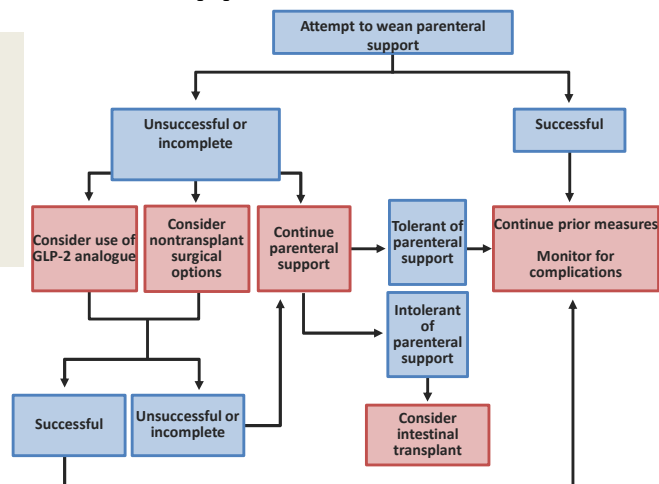 Attempt to wean parenteral
support
Unsuccessful or
incomplete
Successful
Consider use of
GLP-2 analogue
Consider
nontransplant
surgical
options
Continue
parenteral
support
Tolerant of
parenteral
support
Continue prior measures
Monitor for
complications
Intolerant
of
parenteral
support
Successful
Unsuccessful or
incomplete
Consider
intestinal
transplant